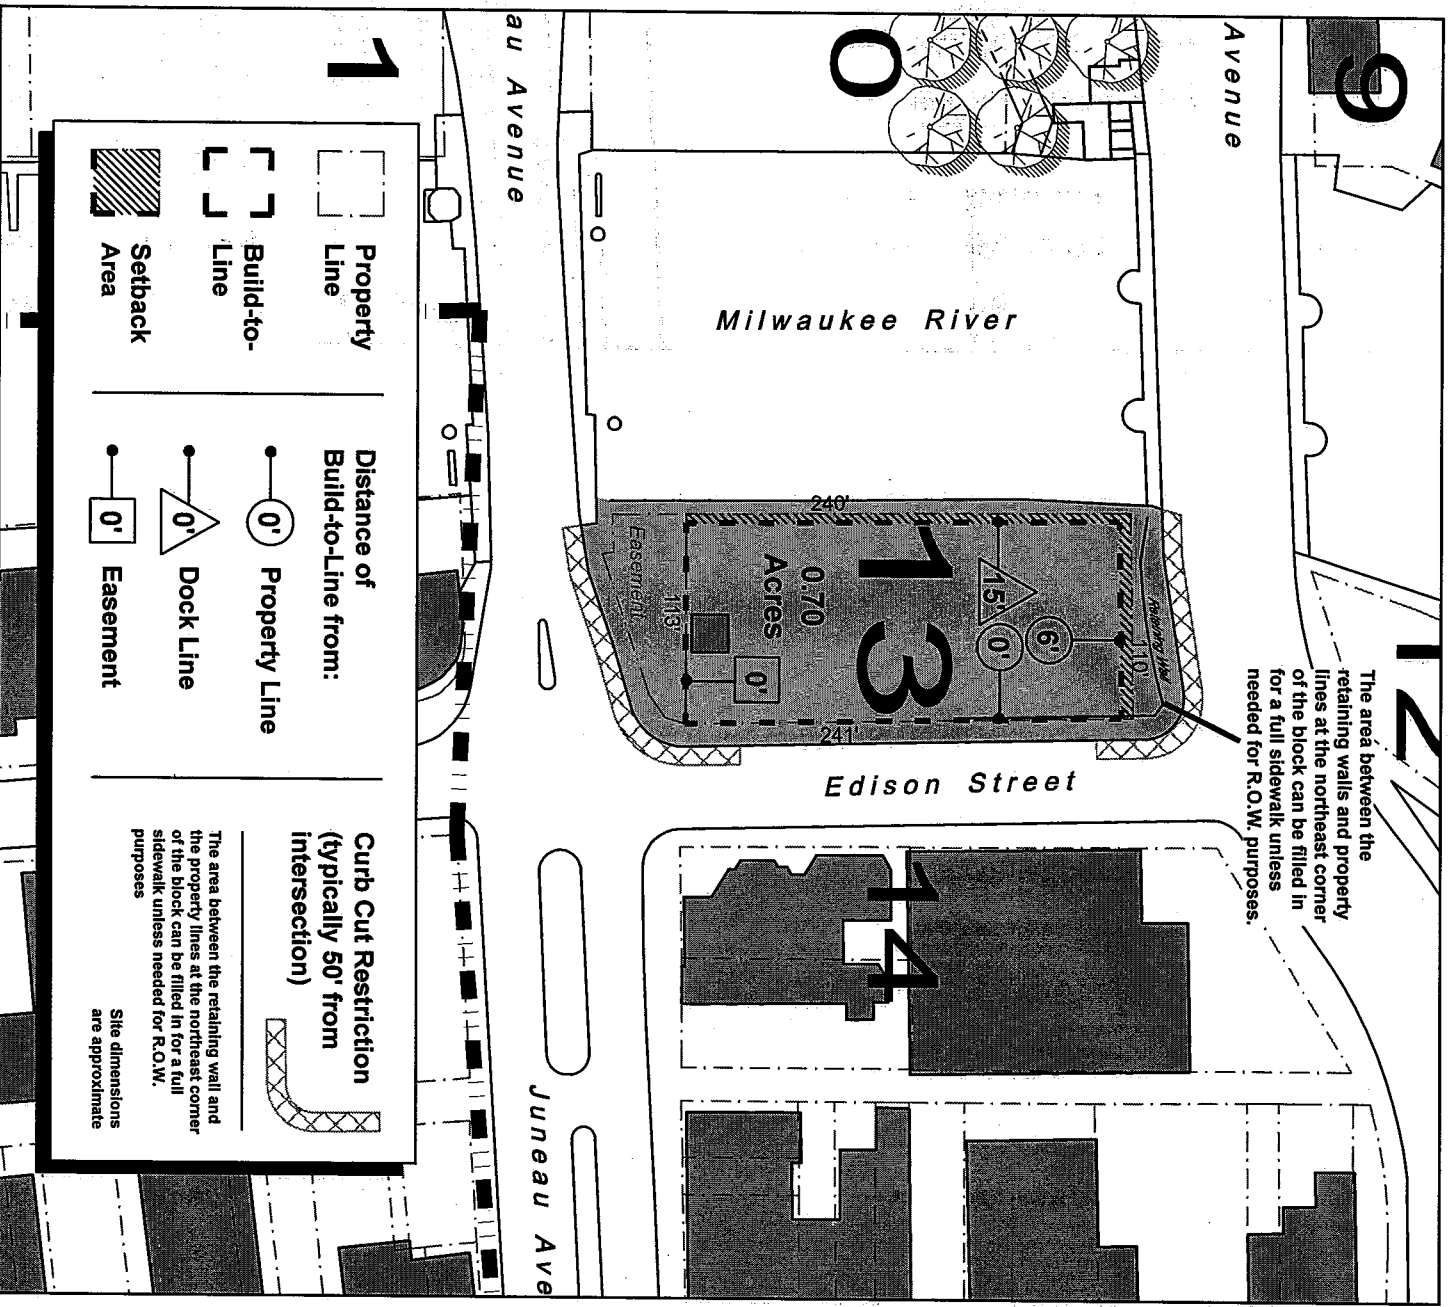 1
au Avenue
0
Avenue
9
Milwaukee River
240'
Easement
113'
0.70
Acres
13
15'
0'
6'
0'
110'
Retaining Wall
241'
12
The area between the
retaining walls and property
lines at the northeast corner
of the block can be filled in
for a full sidewalk unless
needed for R.O.W. purposes.
Edison Street
14
Juneau Ave
Property
Line
Build-to-
Line
Setback
Area
Distance of
Build-to-Line from:
0'
Property Line
0'
Dock Line
0'
Easement
Curb Cut Restriction
(typically 50' from
intersection)
The area between the retaining wall and
the property lines at the northeast corner
of the block can be filled in for a full
sidewalk unless needed for R.O.W.
purposes
Site dimensions
are approximate